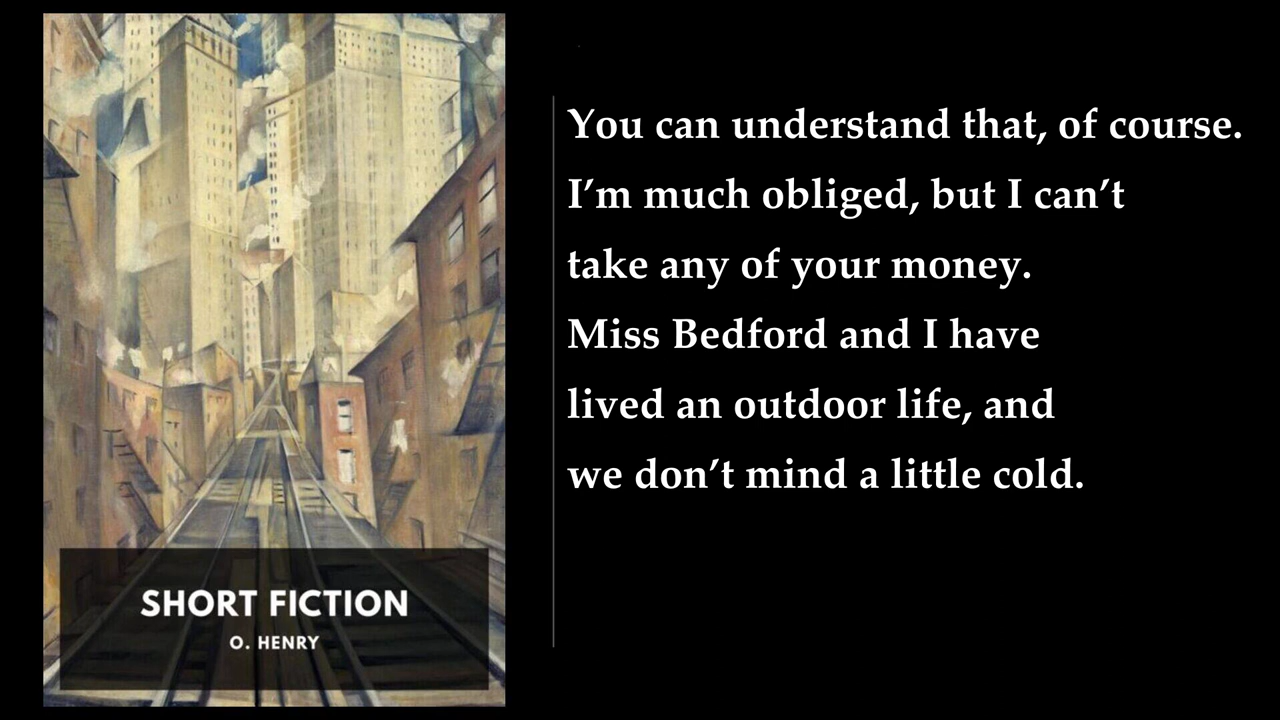 SHORT FICTION
O. HENRY
You can understand that, of course.
I’m much obliged, but I can’t
take any of your money.
Miss Bedford and I have
lived an outdoor life, and
we don’t mind a little cold.